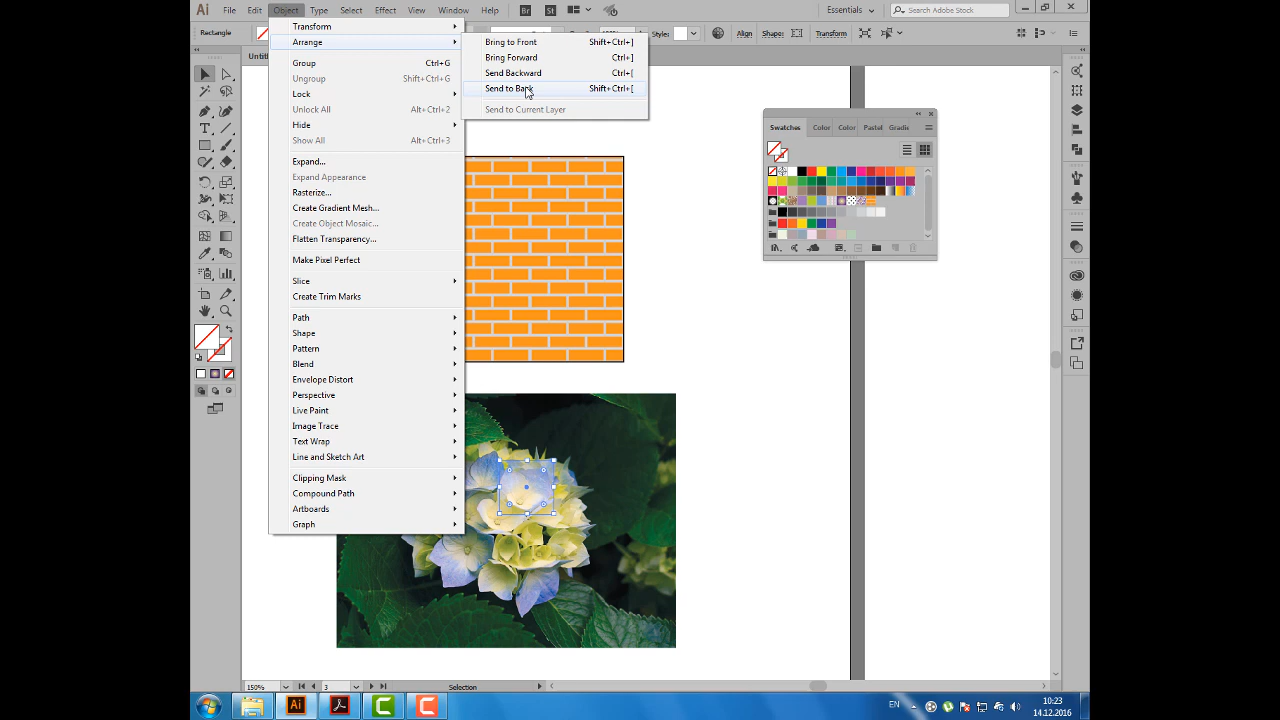 Ai File Edit Object Type Select Effect View Window Help Br St Essentials Search Adobe Stock
Rectangle Style: Align Shape: Transform
Transform
Arrange
Group Ctrl+G
Ungroup Shift+Ctrl+G
Lock
Unlock All Alt+Ctrl+2
Hide
Show All Alt+Ctrl+3
Expand...
Expand Appearance
Rasterize...
Create Gradient Mesh...
Create Object Mosaic...
Flatten Transparency...
Make Pixel Perfect
Slice
Create Trim Marks
Path
Shape
Pattern
Blend
Envelope Distort
Perspective
Live Paint
Image Trace
Text Wrap
Line and Sketch Art
Clipping Mask
Compound Path
Artboards
Graph
Bring to Front Shift+Ctrl+]
Bring Forward Ctrl+]
Send Backward Ctrl+[
Send to Back Shift+Ctrl+[
Send to Current Layer
Swatches Color Color Pastel Gradie
150% 3 Selection
Ai C C
EN 10:23
14.12.2016